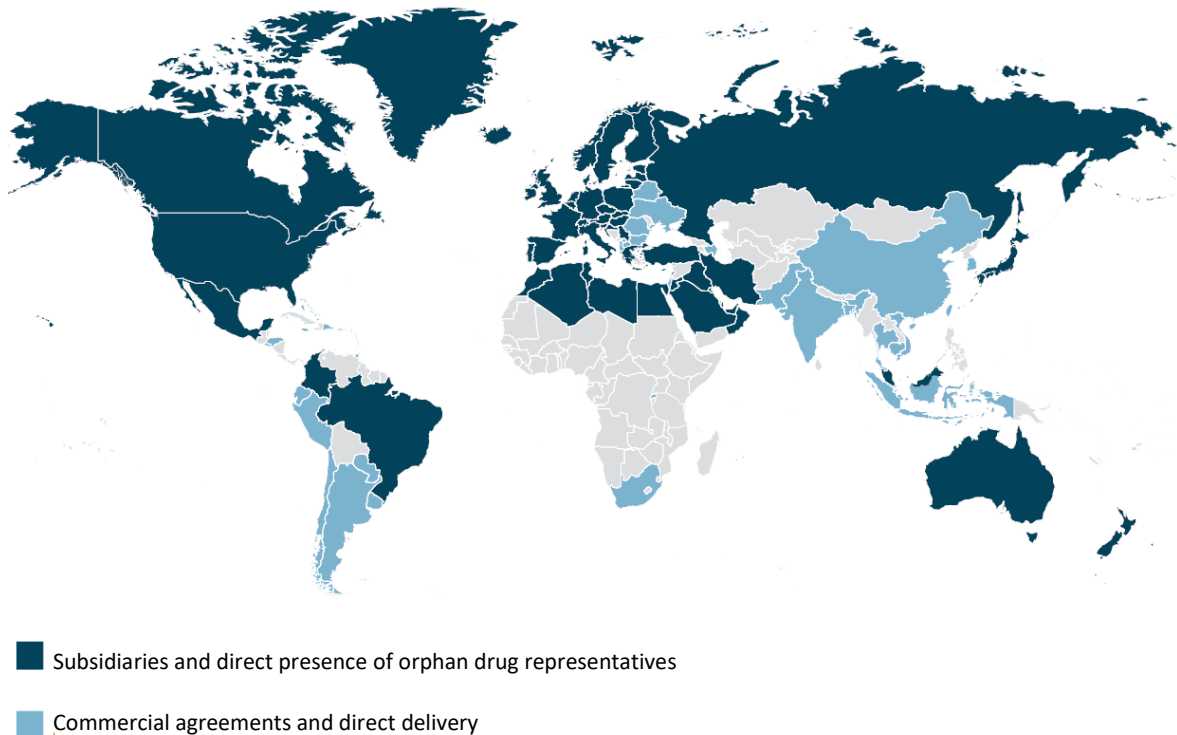 Subsidiaries and direct presence of orphan drug representatives
Commercial agreements and direct delivery